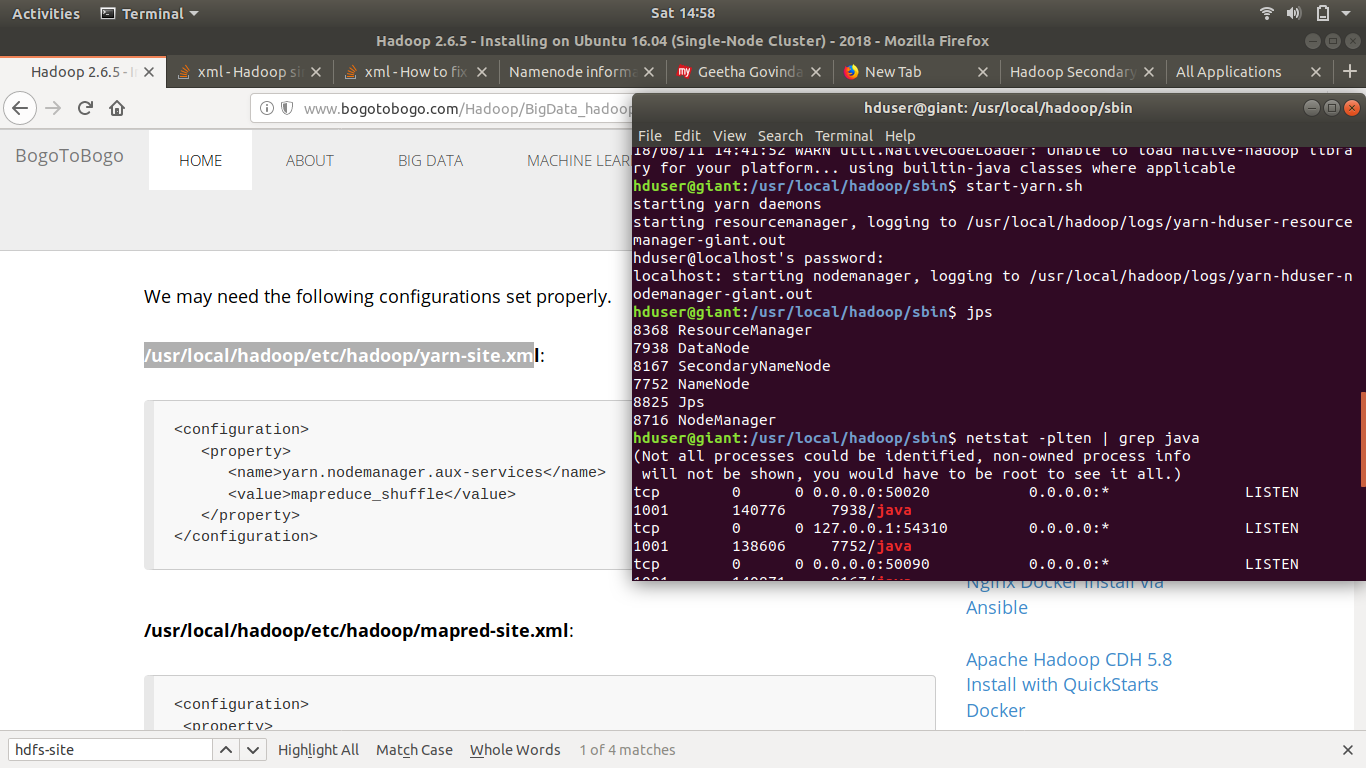 Activities Terminal Sat 14:58
Hadoop 2.6.5 - Installing on Ubuntu 16.04 (Single-Node Cluster) - 2018 - Mozilla Firefox
Hadoop 2.6.5 - I xml - Hadoop si xml - How to fix Namenode informa Geetha Govinda New Tab Hadoop Secondary All Applications
www.bogotobogo.com/Hadoop/BigData_hadoop
BogoToBogo HOME ABOUT BIG DATA MACHINE LEAR
We may need the following configurations set properly.
/usr/local/hadoop/etc/hadoop/yarn-site.xml:
<configuration>
<property>
<name>yarn.nodemanager.aux-services</name>
<value>mapreduce_shuffle</value>
</property>
</configuration>
/usr/local/hadoop/etc/hadoop/mapred-site.xml:
<configuration>
<property>
hduser@giant: /usr/local/hadoop/sbin
File Edit View Search Terminal Help
18/08/11 14:41:52 WARN util.NativeCodeLoader: Unable to load native-hadoop libra
ry for your platform... using builtin-java classes where applicable
hduser@giant:/usr/local/hadoop/sbin$ start-yarn.sh
starting yarn daemons
starting resourcemanager, logging to /usr/local/hadoop/logs/yarn-hduser-resource
manager-giant.out
hduser@localhost's password:
localhost: starting nodemanager, logging to /usr/local/hadoop/logs/yarn-hduser-n
odemanager-giant.out
hduser@giant:/usr/local/hadoop/sbin$ jps
8368 ResourceManager
7938 DataNode
8167 SecondaryNameNode
7752 NameNode
8825 Jps
8716 NodeManager
hduser@giant:/usr/local/hadoop/sbin$ netstat -plten | grep java
(Not all processes could be identified, non-owned process info
will not be shown, you would have to be root to see it all.)
tcp 0 0 0.0.0.0:50020 0.0.0.0:* LISTEN
1001 140776 7938/java
tcp 0 0 127.0.0.1:54310 0.0.0.0:* LISTEN
1001 138606 7752/java
tcp 0 0 0.0.0.0:50090 0.0.0.0:* LISTEN
Nginx Docker install via
Ansible
Apache Hadoop CDH 5.8
Install with QuickStarts
Docker
hdfs-site Highlight All Match Case Whole Words 1 of 4 matches